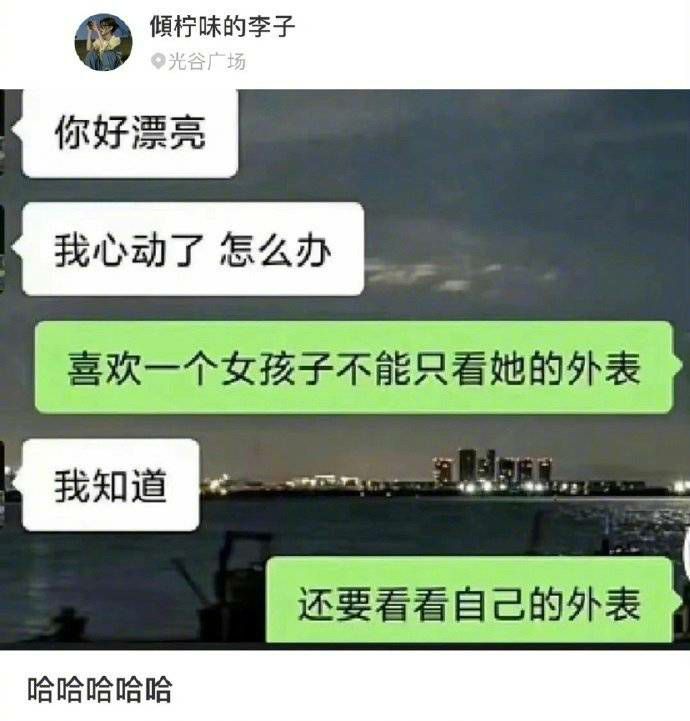 傾柠味的李子
光谷广场
你好漂亮
我心动了 怎么办
喜欢一个女孩子不能只看她的外表
我知道
还要看看自己的外表
哈哈哈哈哈